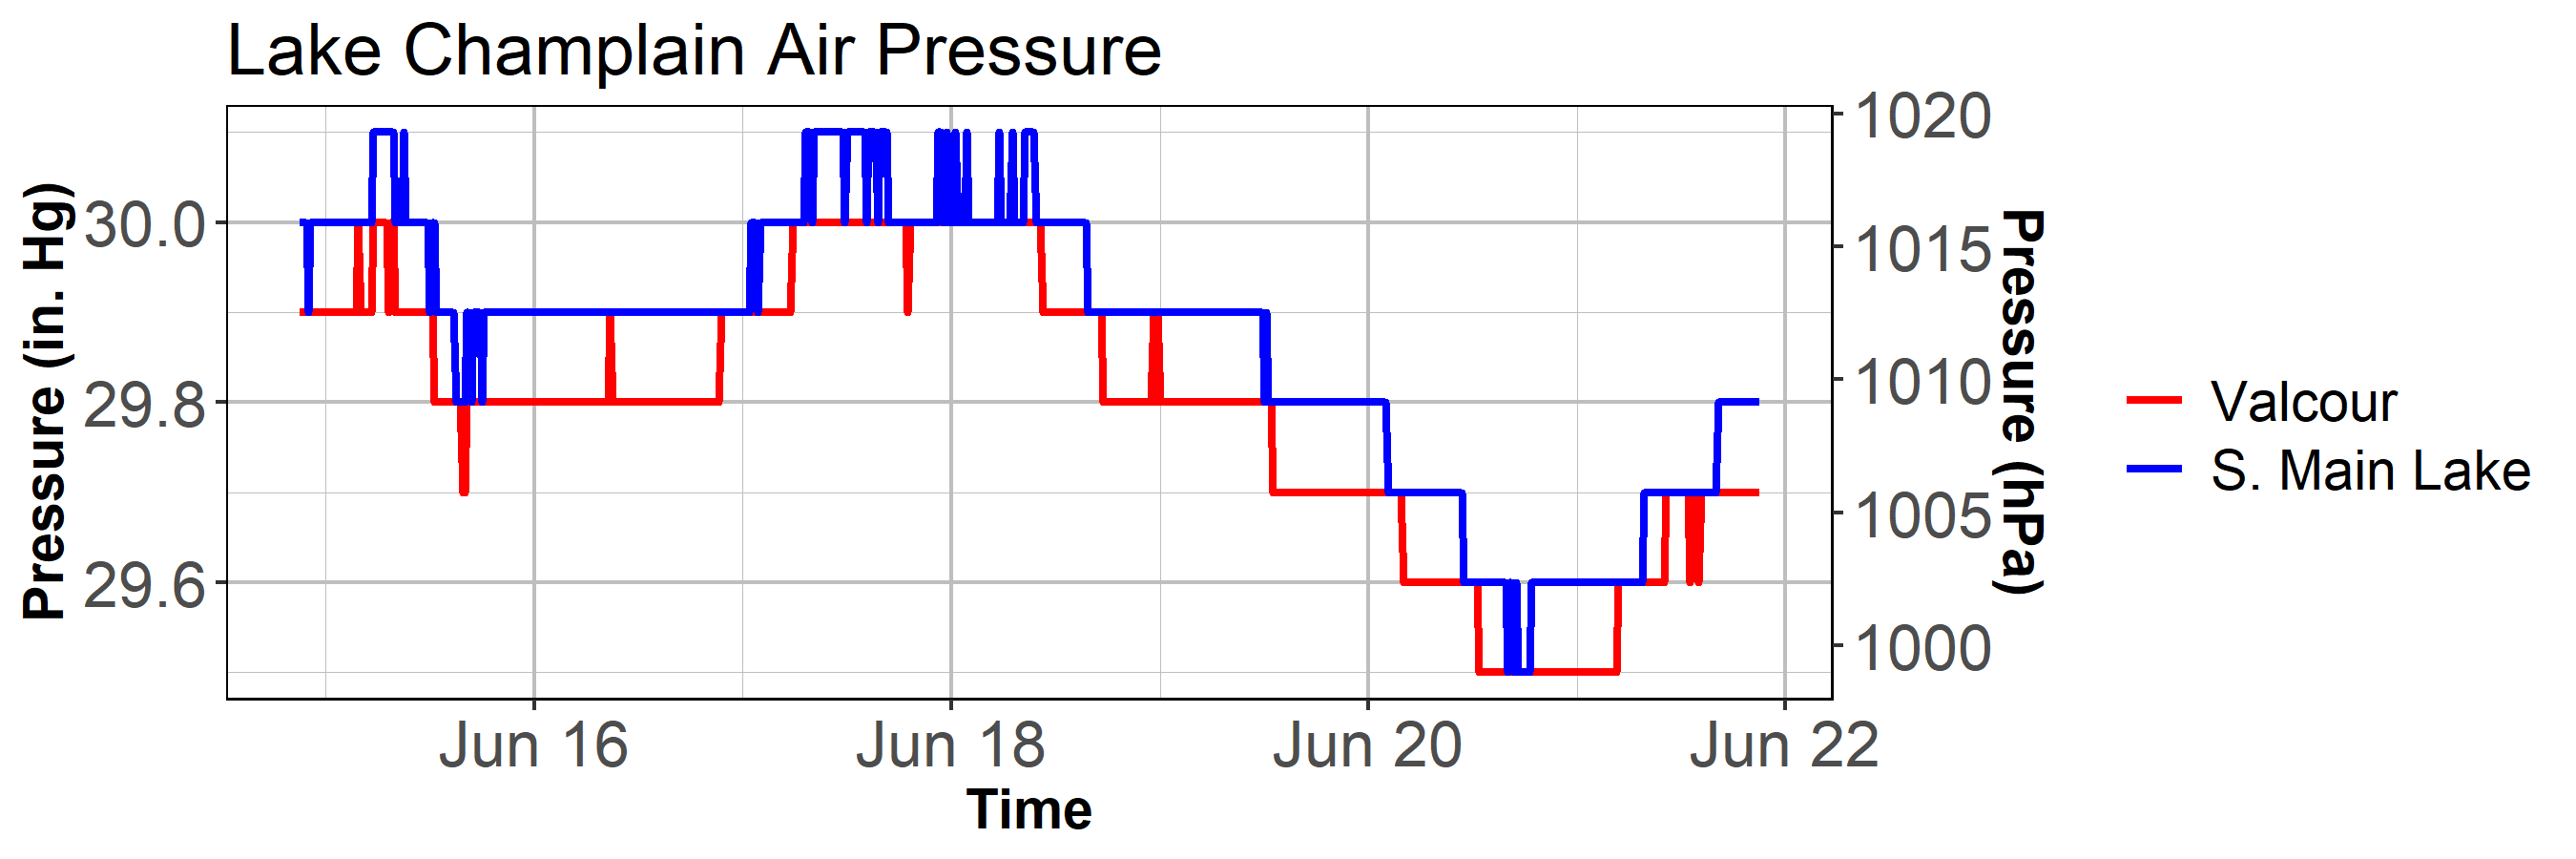 Lake Champlain Air Pressure
Pressure (in. Hg)
30.0
29.8
29.6
1020
1015
1010
1005
1000
Pressure (hPa)
Valcour
S. Main Lake
Jun 16
Jun 18
Jun 20
Jun 22
Time